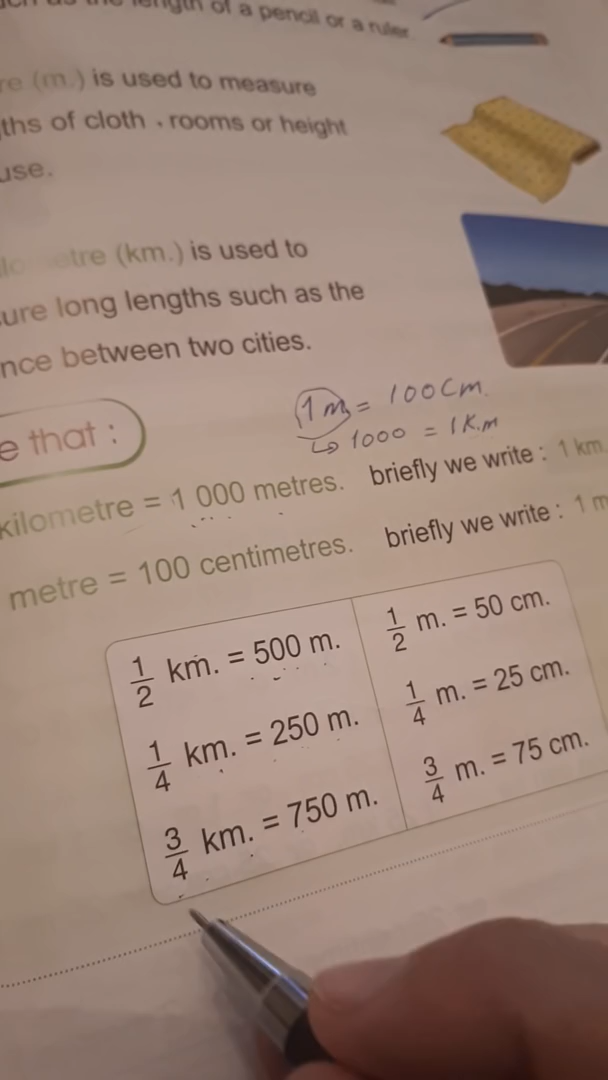 length of a pencil or a ruler
(m.) is used to measure
ths of cloth , rooms or height
use.
etre (km.) is used to
ure long lengths such as the
nce between two cities.
1 m = 100 Cm.
↳ 1000 = 1 K.m
e that :
kilometre = 1 000 metres. briefly we write : 1 km.
metre = 100 centimetres. briefly we write : 1 m
1/2 km. = 500 m. 1/2 m. = 50 cm.
1/4 km. = 250 m. 1/4 m. = 25 cm.
3/4 km. = 750 m. 3/4 m. = 75 cm.